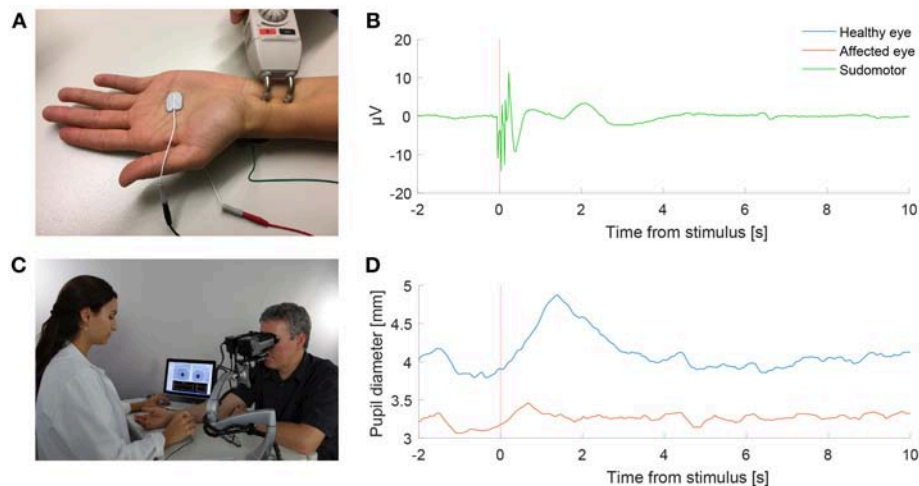 A
B
Healthy eye
Affected eye
Sudomotor
20
10
0
-10
-20
µV
-2
0
2
4
6
8
10
Time from stimulus [s]
C
D
5
4.5
4
3.5
3
Pupil diameter [mm]
-2
0
2
4
6
8
10
Time from stimulus [s]